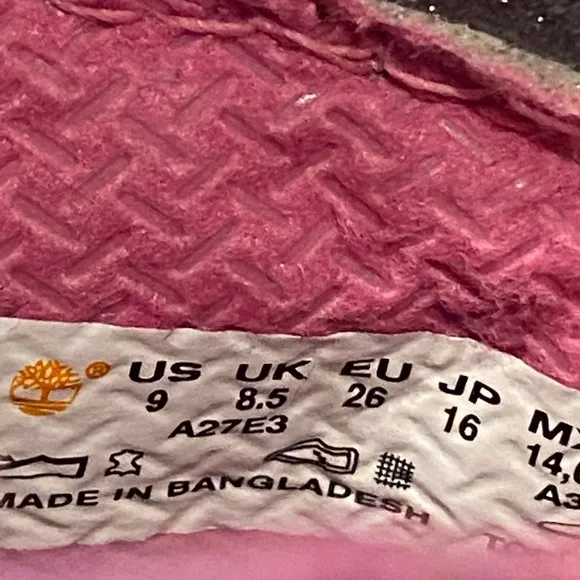 ® US UK EU JP
9 8.5 26 16
A27E3
MADE IN BANGLADESH